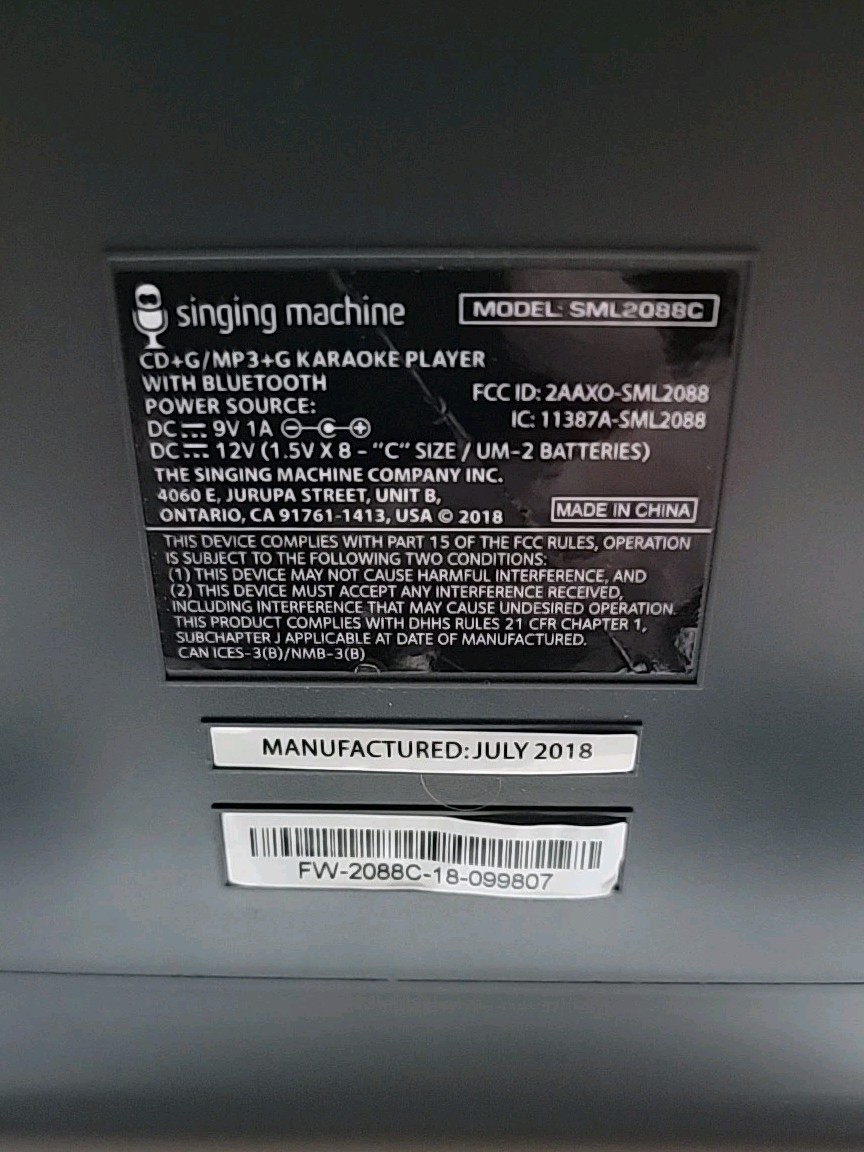 singing machine
MODEL: SML2088C
CD+G/MP3+G KARAOKE PLAYER
WITH BLUETOOTH
FCC ID: 2AAXO-SML2088
POWER SOURCE:
IC: 11387A-SML2088
DC 9V 1A
DC 12V (1.5V X 8 - "C" SIZE / UM-2 BATTERIES)
THE SINGING MACHINE COMPANY INC.
4060 E, JURUPA STREET, UNIT B,
ONTARIO, CA 91761-1413, USA © 2018
MADE IN CHINA
THIS DEVICE COMPLIES WITH PART 15 OF THE FCC RULES, OPERATION
IS SUBJECT TO THE FOLLOWING TWO CONDITIONS:
(1) THIS DEVICE MAY NOT CAUSE HARMFUL INTERFERENCE, AND
(2) THIS DEVICE MUST ACCEPT ANY INTERFERENCE RECEIVED,
INCLUDING INTERFERENCE THAT MAY CAUSE UNDESIRED OPERATION.
THIS PRODUCT COMPLIES WITH DHHS RULES 21 CFR CHAPTER 1,
SUBCHAPTER J APPLICABLE AT DATE OF MANUFACTURED.
CAN ICES-3(B)/NMB-3(B)
MANUFACTURED:JULY 2018
FW-2088C-18-099807